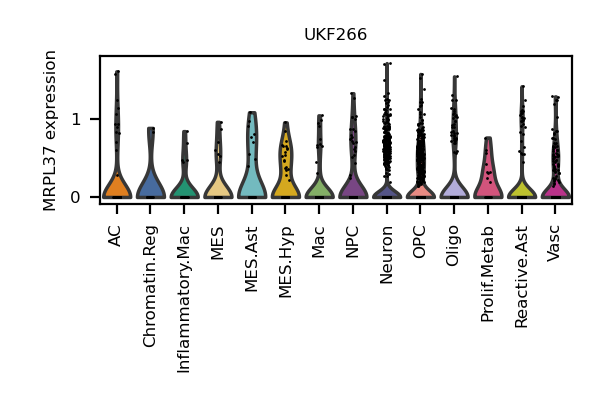 UKF266
MRPL37 expression
1
0
AC
Chromatin.Reg
Inflammatory.Mac
MES
MES.Ast
MES.Hyp
Mac
NPC
Neuron
OPC
Oligo
Prolif.Metab
Reactive.Ast
Vasc